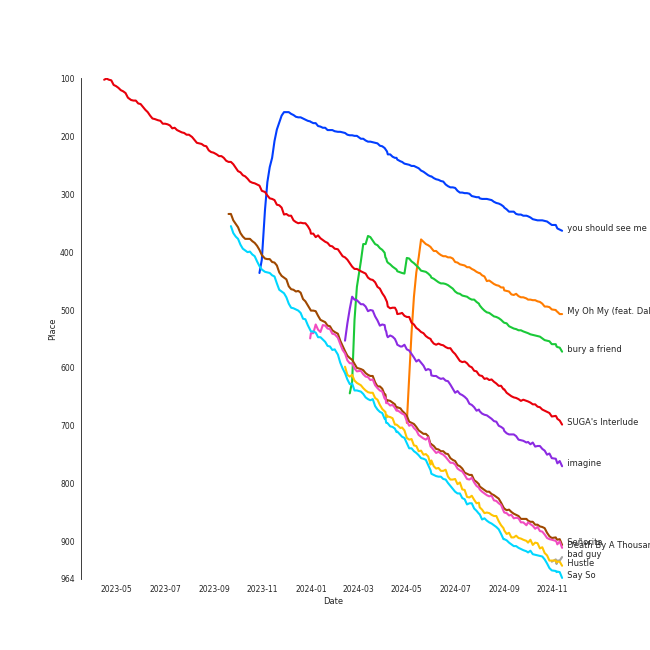 100
200
300
400
500
600
700
800
900
964
Place
2023-05
2023-07
2023-09
2023-11
2024-01
2024-03
2024-05
2024-07
2024-09
2024-11
Date
you should see me
My Oh My (feat. Dal
bury a friend
SUGA's Interlude
imagine
Señorita
Death By A Thousan
bad guy
Hustle
Say So